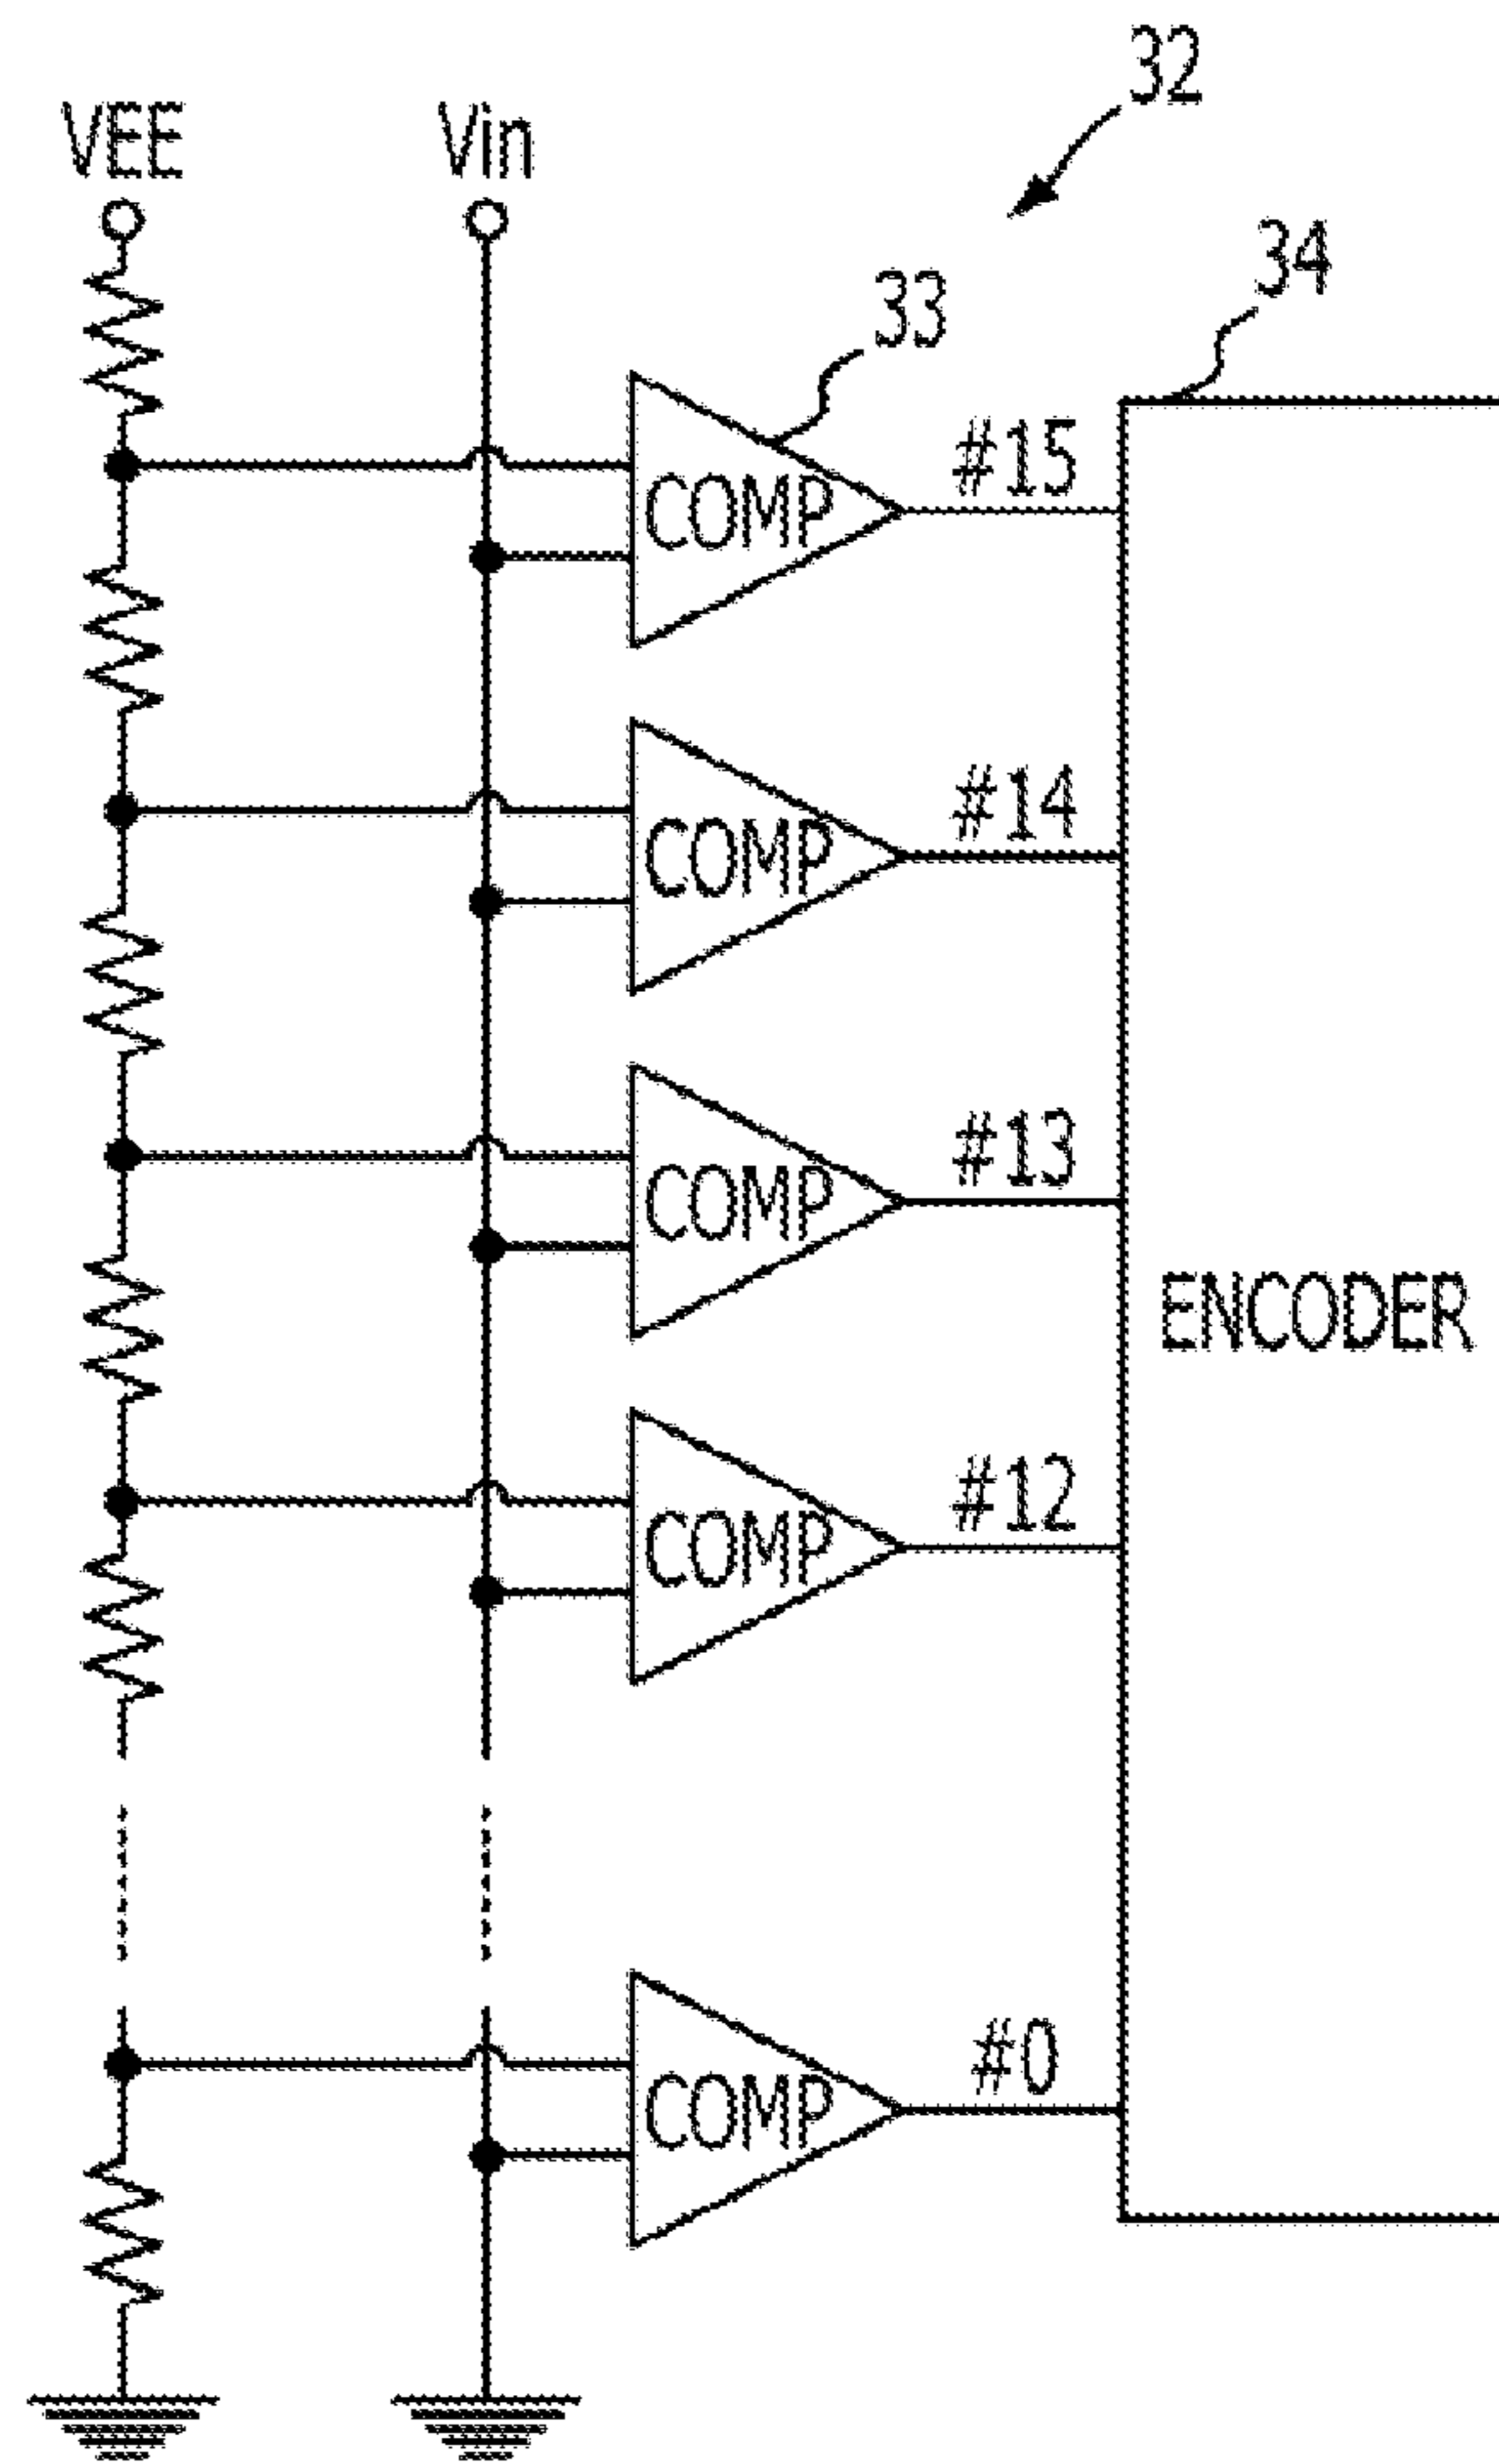 32
VEE
Vin
34
33
COMP
#15
COMP
#14
COMP
#13
ENCODER
COMP
#12
COMP
#0